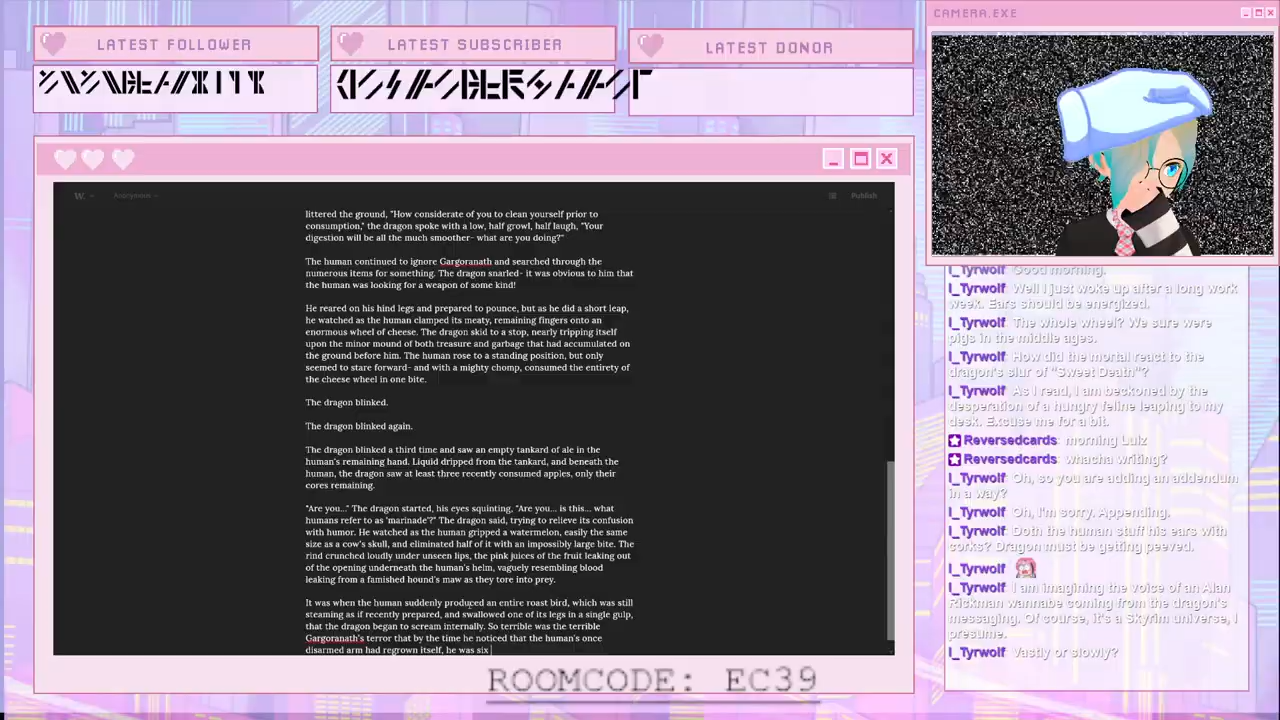 LATEST FOLLOWER
LATEST SUBSCRIBER
LATEST DONOR
CAMERA.EXE
W.
Anonymous
Publish
littered the ground, "How considerate of you to clean yourself prior to
consumption," the dragon spoke with a low, half growl, half laugh, "Your
digestion will be all the much smoother- what are you doing?"
The human continued to ignore Gargoranath and searched through the
numerous items for something. The dragon snarled- it was obvious to him that
the human was looking for a weapon of some kind!
He reared on his hind legs and prepared to pounce, but as he did a short leap,
he watched as the human clamped its meaty, remaining fingers onto an
enormous wheel of cheese. The dragon skid to a stop, nearly tripping itself
upon the minor mound of both treasure and garbage that had accumulated on
the ground before him. The human rose to a standing position, but only
seemed to stare forward- and with a mighty chomp, consumed the entirety of
the cheese wheel in one bite.
The dragon blinked.
The dragon blinked again.
The dragon blinked a third time and saw an empty tankard of ale in the
human's remaining hand. Liquid dripped from the tankard, and beneath the
human, the dragon saw at least three recently consumed apples, only their
cores remaining.
"Are you..." The dragon started, his eyes squinting, "Are you... is this... what
humans refer to as 'marinade'?" The dragon said, trying to relieve its confusion
with humor. He watched as the human gripped a watermelon, easily the same
size as a cow's skull, and eliminated half of it with an impossibly large bite. The
rind crunched loudly under unseen lips, the pink juices of the fruit leaking out
of the opening underneath the human's helm, vaguely resembling blood
leaking from a famished hound's maw as they tore into prey.
It was when the human suddenly produced an entire roast bird, which was still
steaming as if recently prepared, and swallowed one of its legs in a single gulp,
that the dragon began to scream internally. So terrible was the terrible
Gargoranath's terror that by the time he noticed that the human's once
disarmed arm had regrown itself, he was six
I_Tyrwolf Good morning.
I_Tyrwolf Well I just woke up after a long work
week. Ears should be energized.
I_Tyrwolf The whole wheel? We sure were
pigs in the middle ages.
I_Tyrwolf How did the mortal react to the
dragon's slur of "Sweet Death"?
I_Tyrwolf As I read, I am beckoned by the
desperation of a hungry feline leaping to my
desk. Excuse me for a bit.
Reversedcards morning Lulz
Reversedcards whacha writing?
I_Tyrwolf Oh, so you are adding an addendum
in a way?
I_Tyrwolf Oh, I'm sorry. Appending.
I_Tyrwolf Doth the human stuff his ears with
corks? Dragon must be getting peeved.
I_Tyrwolf
I_Tyrwolf I am imagining the voice of an Alan
Rickman wannabe coming from the dragon's
messaging. Of course, it's a Skyrim universe, I
presume.
I_Tyrwolf Vastly or slowly?
ROOMCODE: EC39